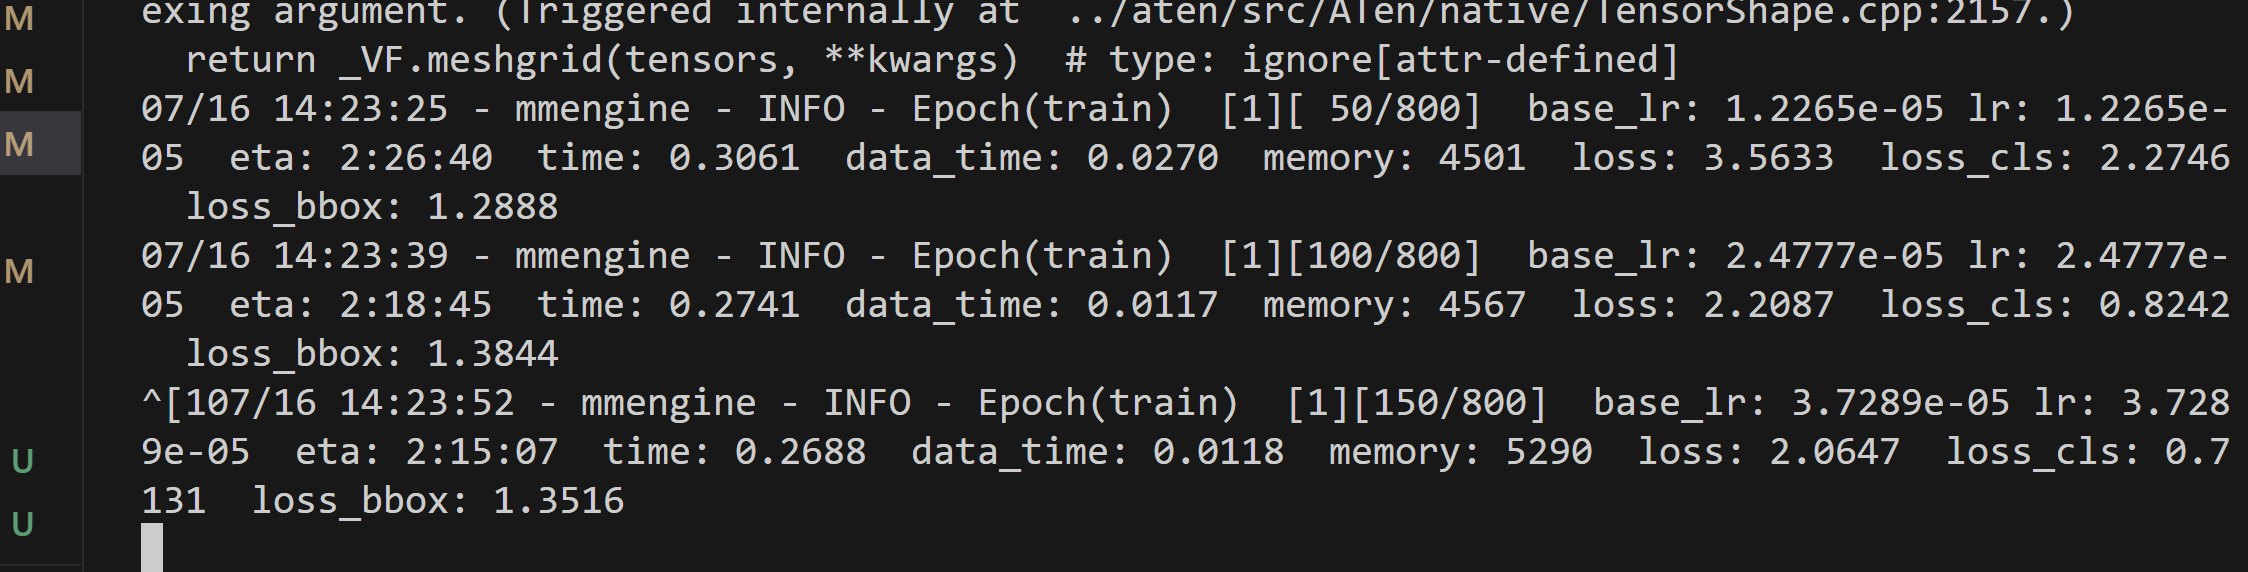 M
M
M
M
U
U
exing argument. (Triggered internally at  ../aten/src/ATen/native/TensorShape.cpp:2157.)
  return _VF.meshgrid(tensors, **kwargs)  # type: ignore[attr-defined]
07/16 14:23:25 - mmengine - INFO - Epoch(train)  [1][ 50/800]  base_lr: 1.2265e-05 lr: 1.2265e-
05  eta: 2:26:40  time: 0.3061  data_time: 0.0270  memory: 4501  loss: 3.5633  loss_cls: 2.2746
  loss_bbox: 1.2888
07/16 14:23:39 - mmengine - INFO - Epoch(train)  [1][100/800]  base_lr: 2.4777e-05 lr: 2.4777e-
05  eta: 2:18:45  time: 0.2741  data_time: 0.0117  memory: 4567  loss: 2.2087  loss_cls: 0.8242
  loss_bbox: 1.3844
^[107/16 14:23:52 - mmengine - INFO - Epoch(train)  [1][150/800]  base_lr: 3.7289e-05 lr: 3.728
9e-05  eta: 2:15:07  time: 0.2688  data_time: 0.0118  memory: 5290  loss: 2.0647  loss_cls: 0.7
131  loss_bbox: 1.3516